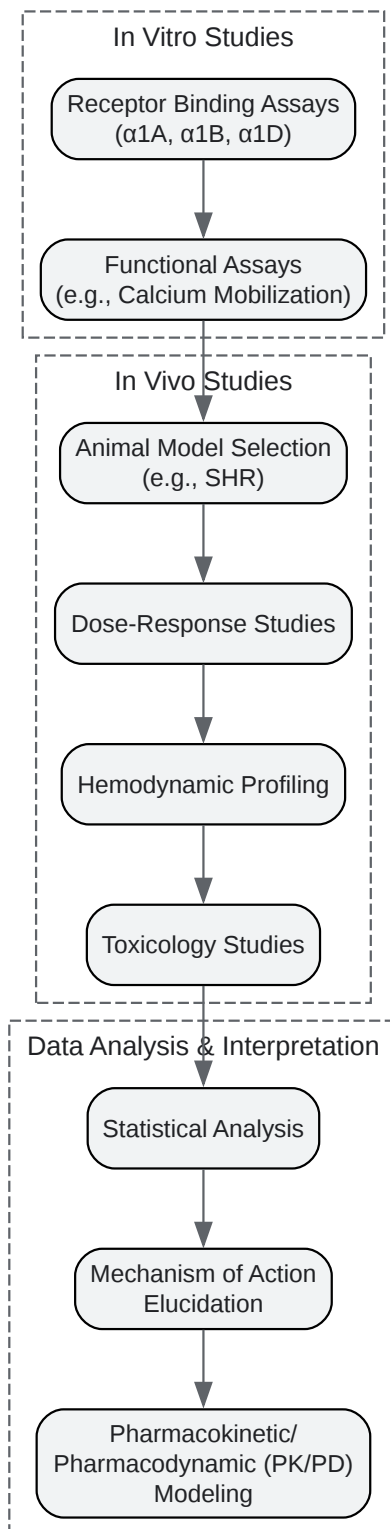 In Vitro Studies
Receptor Binding Assays
(α1A, α1B, α1D)
Functional Assays
(e.g., Calcium Mobilization)
In Vivo Studies
Animal Model Selection
(e.g., SHR)
Dose-Response Studies
Hemodynamic Profiling
Toxicology Studies
Data Analysis & Interpretation
Statistical Analysis
Mechanism of Action
Elucidation
Pharmacokinetic/
Pharmacodynamic (PK/PD)
Modeling